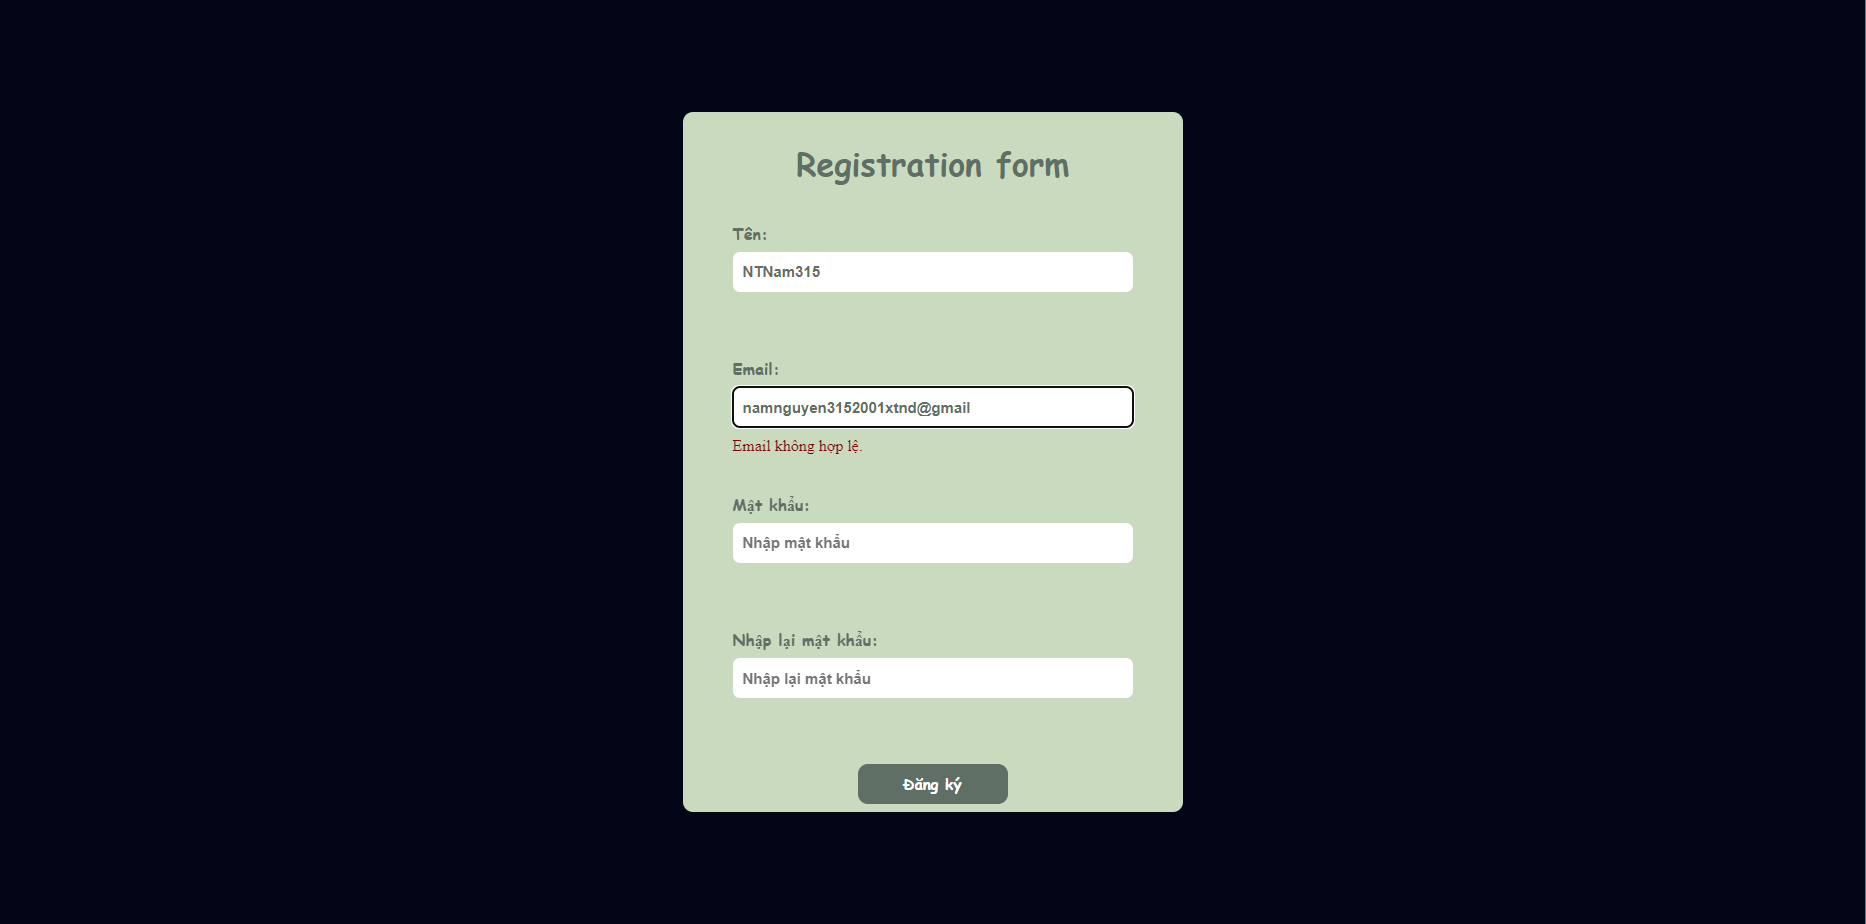 Registration form
Tên:
NTNam315
Email:
namnguyen3152001xtnd@gmail
Email không hợp lệ.
Mật khẩu:
Nhập mật khẩu
Nhập lại mật khẩu:
Nhập lại mật khẩu
Đăng ký